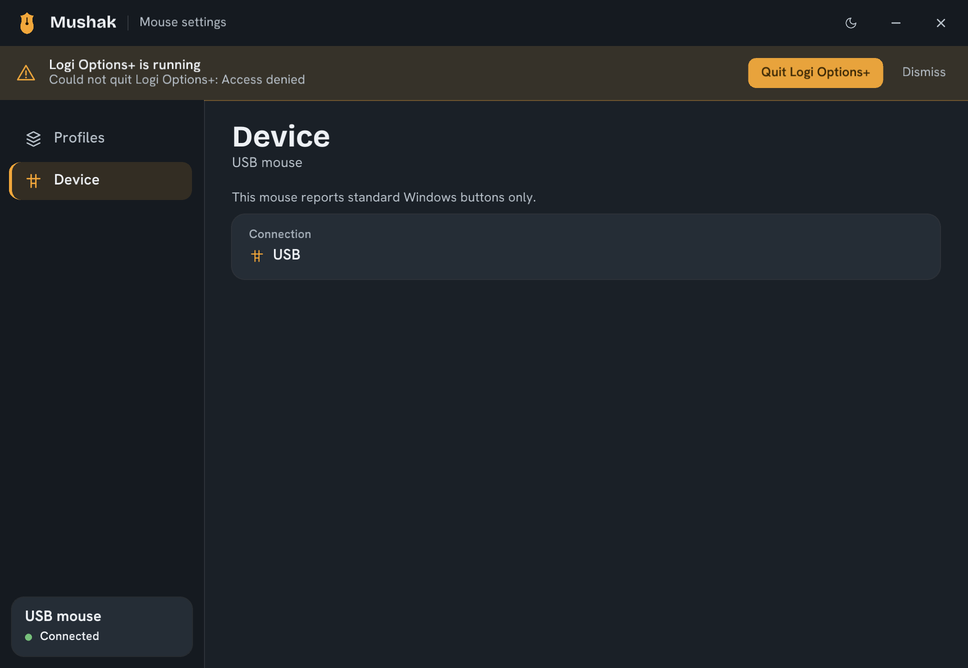 Mushak
Mouse settings
Logi Options+ is running
Could not quit Logi Options+: Access denied
Quit Logi Options+
Dismiss
Profiles
Device
Device
USB mouse
This mouse reports standard Windows buttons only.
Connection
USB
USB mouse
Connected